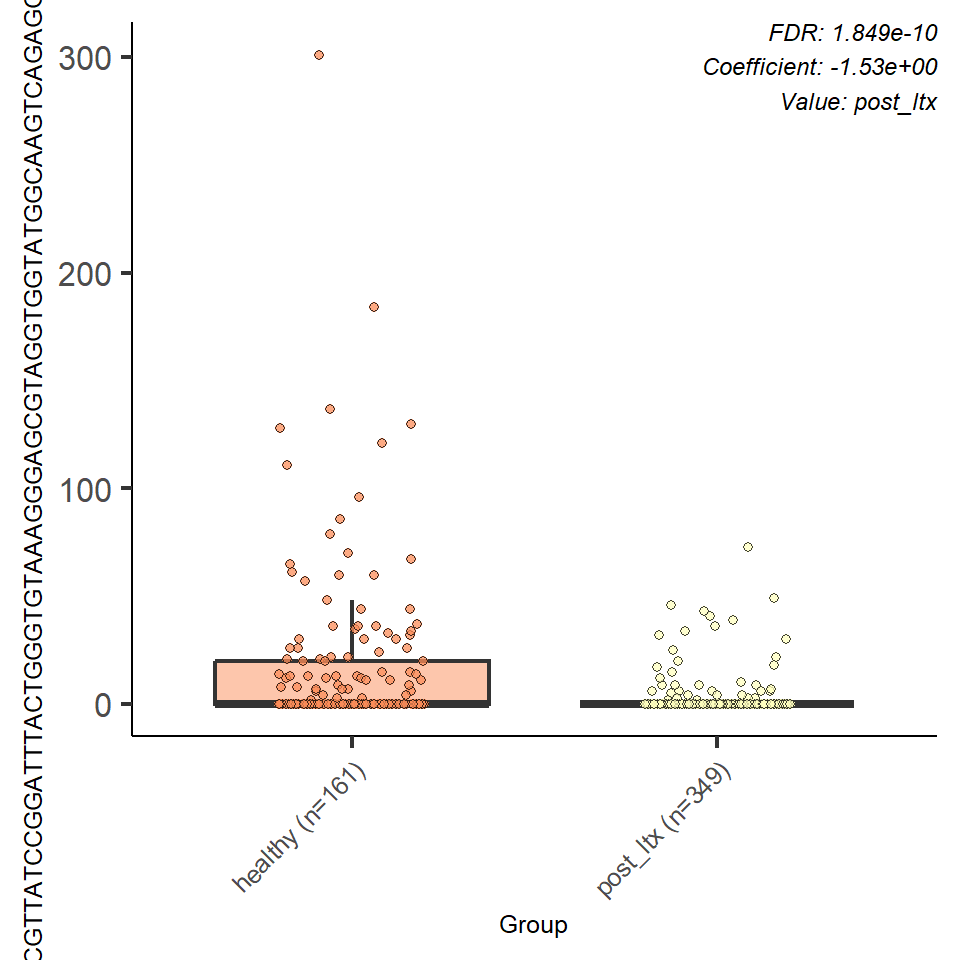 CGTTATCCGGATTTACTGGGTGTAAAGGGAGCGTAGGTGGTATGGCAAGTCAGAG
FDR: 1.849e-10
Coefficient: -1.53e+00
Value: post_ltx
300
200
100
0
healthy (n=161)
post_ltx (n=349)
Group